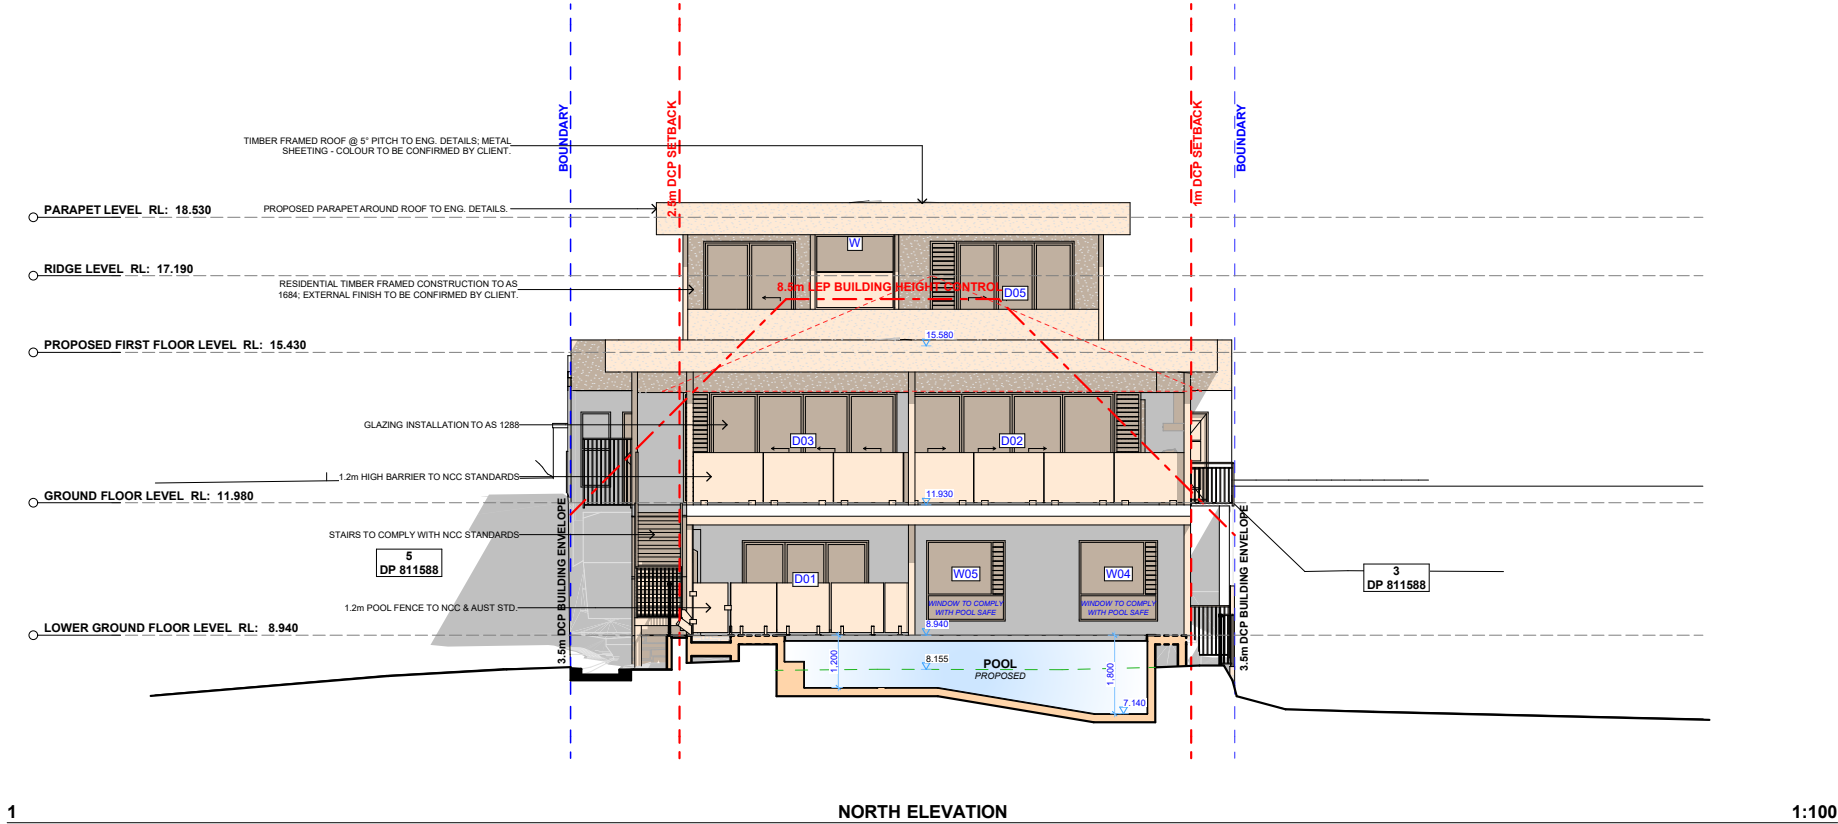 BOUNDARY
2.5m DCP SETBACK
1m DCP SETBACK
BOUNDARY
TIMBER FRAMED ROOF @ 5° PITCH TO ENG. DETAILS; METAL
SHEETING - COLOUR TO BE CONFIRMED BY CLIENT.
PARAPET LEVEL RL: 18.530
PROPOSED PARAPET AROUND ROOF TO ENG. DETAILS.
W
RIDGE LEVEL RL: 17.190
RESIDENTIAL TIMBER FRAMED CONSTRUCTION TO AS
1684; EXTERNAL FINISH TO BE CONFIRMED BY CLIENT.
8.5m LEP BUILDING HEIGHT CONTROL
D05
PROPOSED FIRST FLOOR LEVEL RL: 15.430
15.580
GLAZING INSTALLATION TO AS 1288
D03
D02
1.2m HIGH BARRIER TO NCC STANDARDS
GROUND FLOOR LEVEL RL: 11.980
11.930
STAIRS TO COMPLY WITH NCC STANDARDS
5
DP 811588
3.5m DCP BUILDING ENVELOPE
D01
W05
W04
3.5m DCP BUILDING ENVELOPE
3
DP 811588
1.2m POOL FENCE TO NCC & AUST STD.
WINDOW TO COMPLY
WITH POOL SAFE
WINDOW TO COMPLY
WITH POOL SAFE
LOWER GROUND FLOOR LEVEL RL: 8.940
8.940
1.200
8.155
POOL
PROPOSED
1.800
7.140
1
NORTH ELEVATION
1:100